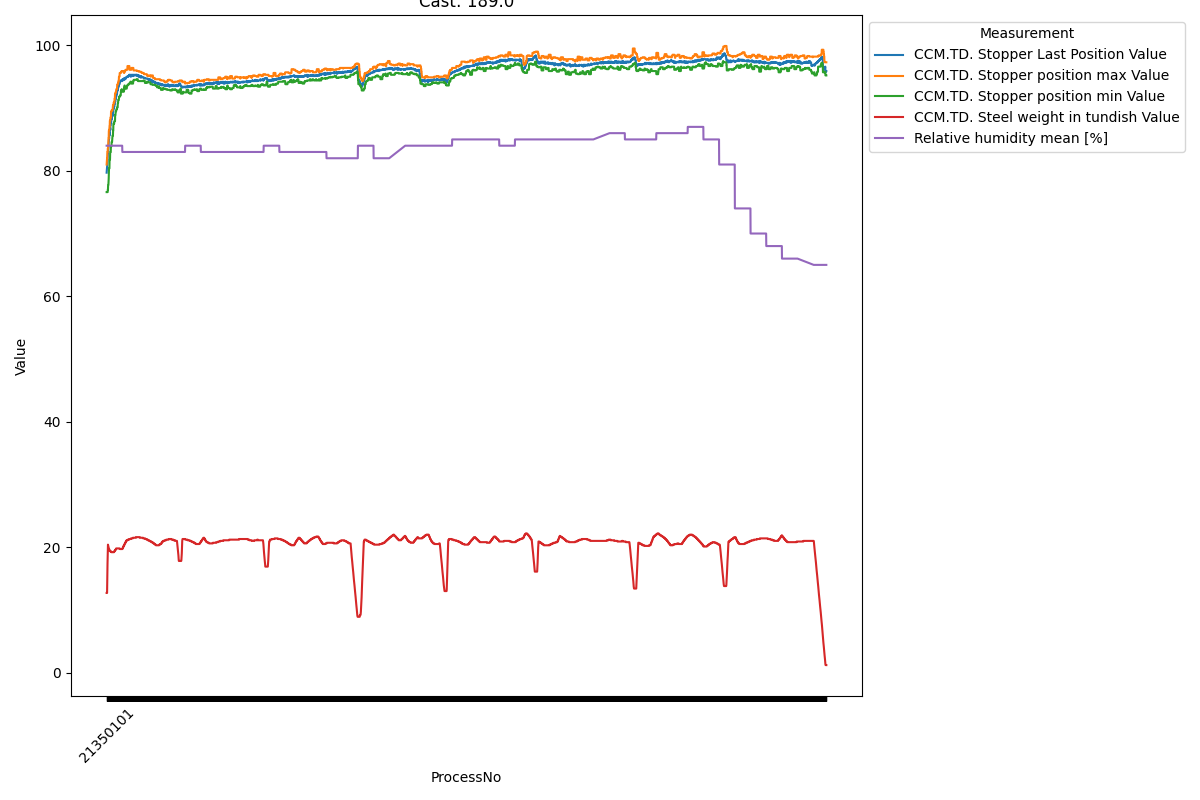 Cast: 189.0
Measurement
CCM.TD. Stopper Last Position Value
CCM.TD. Stopper position max Value
CCM.TD. Stopper position min Value
CCM.TD. Steel weight in tundish Value
Relative humidity mean [%]
100
80
60
40
20
0
Value
21350101
ProcessNo